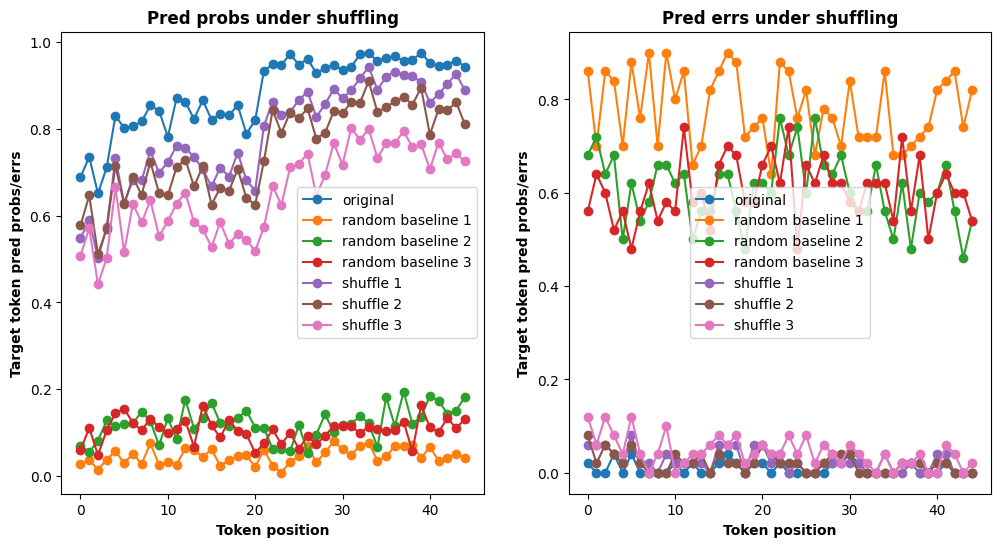 Pred probs under shuffling
Target token pred probs/errs
1.0
0.8
0.6
0.4
0.2
0.0
original
random baseline 1
random baseline 2
random baseline 3
shuffle 1
shuffle 2
shuffle 3
0 10 20 30 40
Token position
Pred errs under shuffling
Target token pred probs/errs
0.8
0.6
0.4
0.2
0.0
original
random baseline 1
random baseline 2
random baseline 3
shuffle 1
shuffle 2
shuffle 3
0 10 20 30 40
Token position